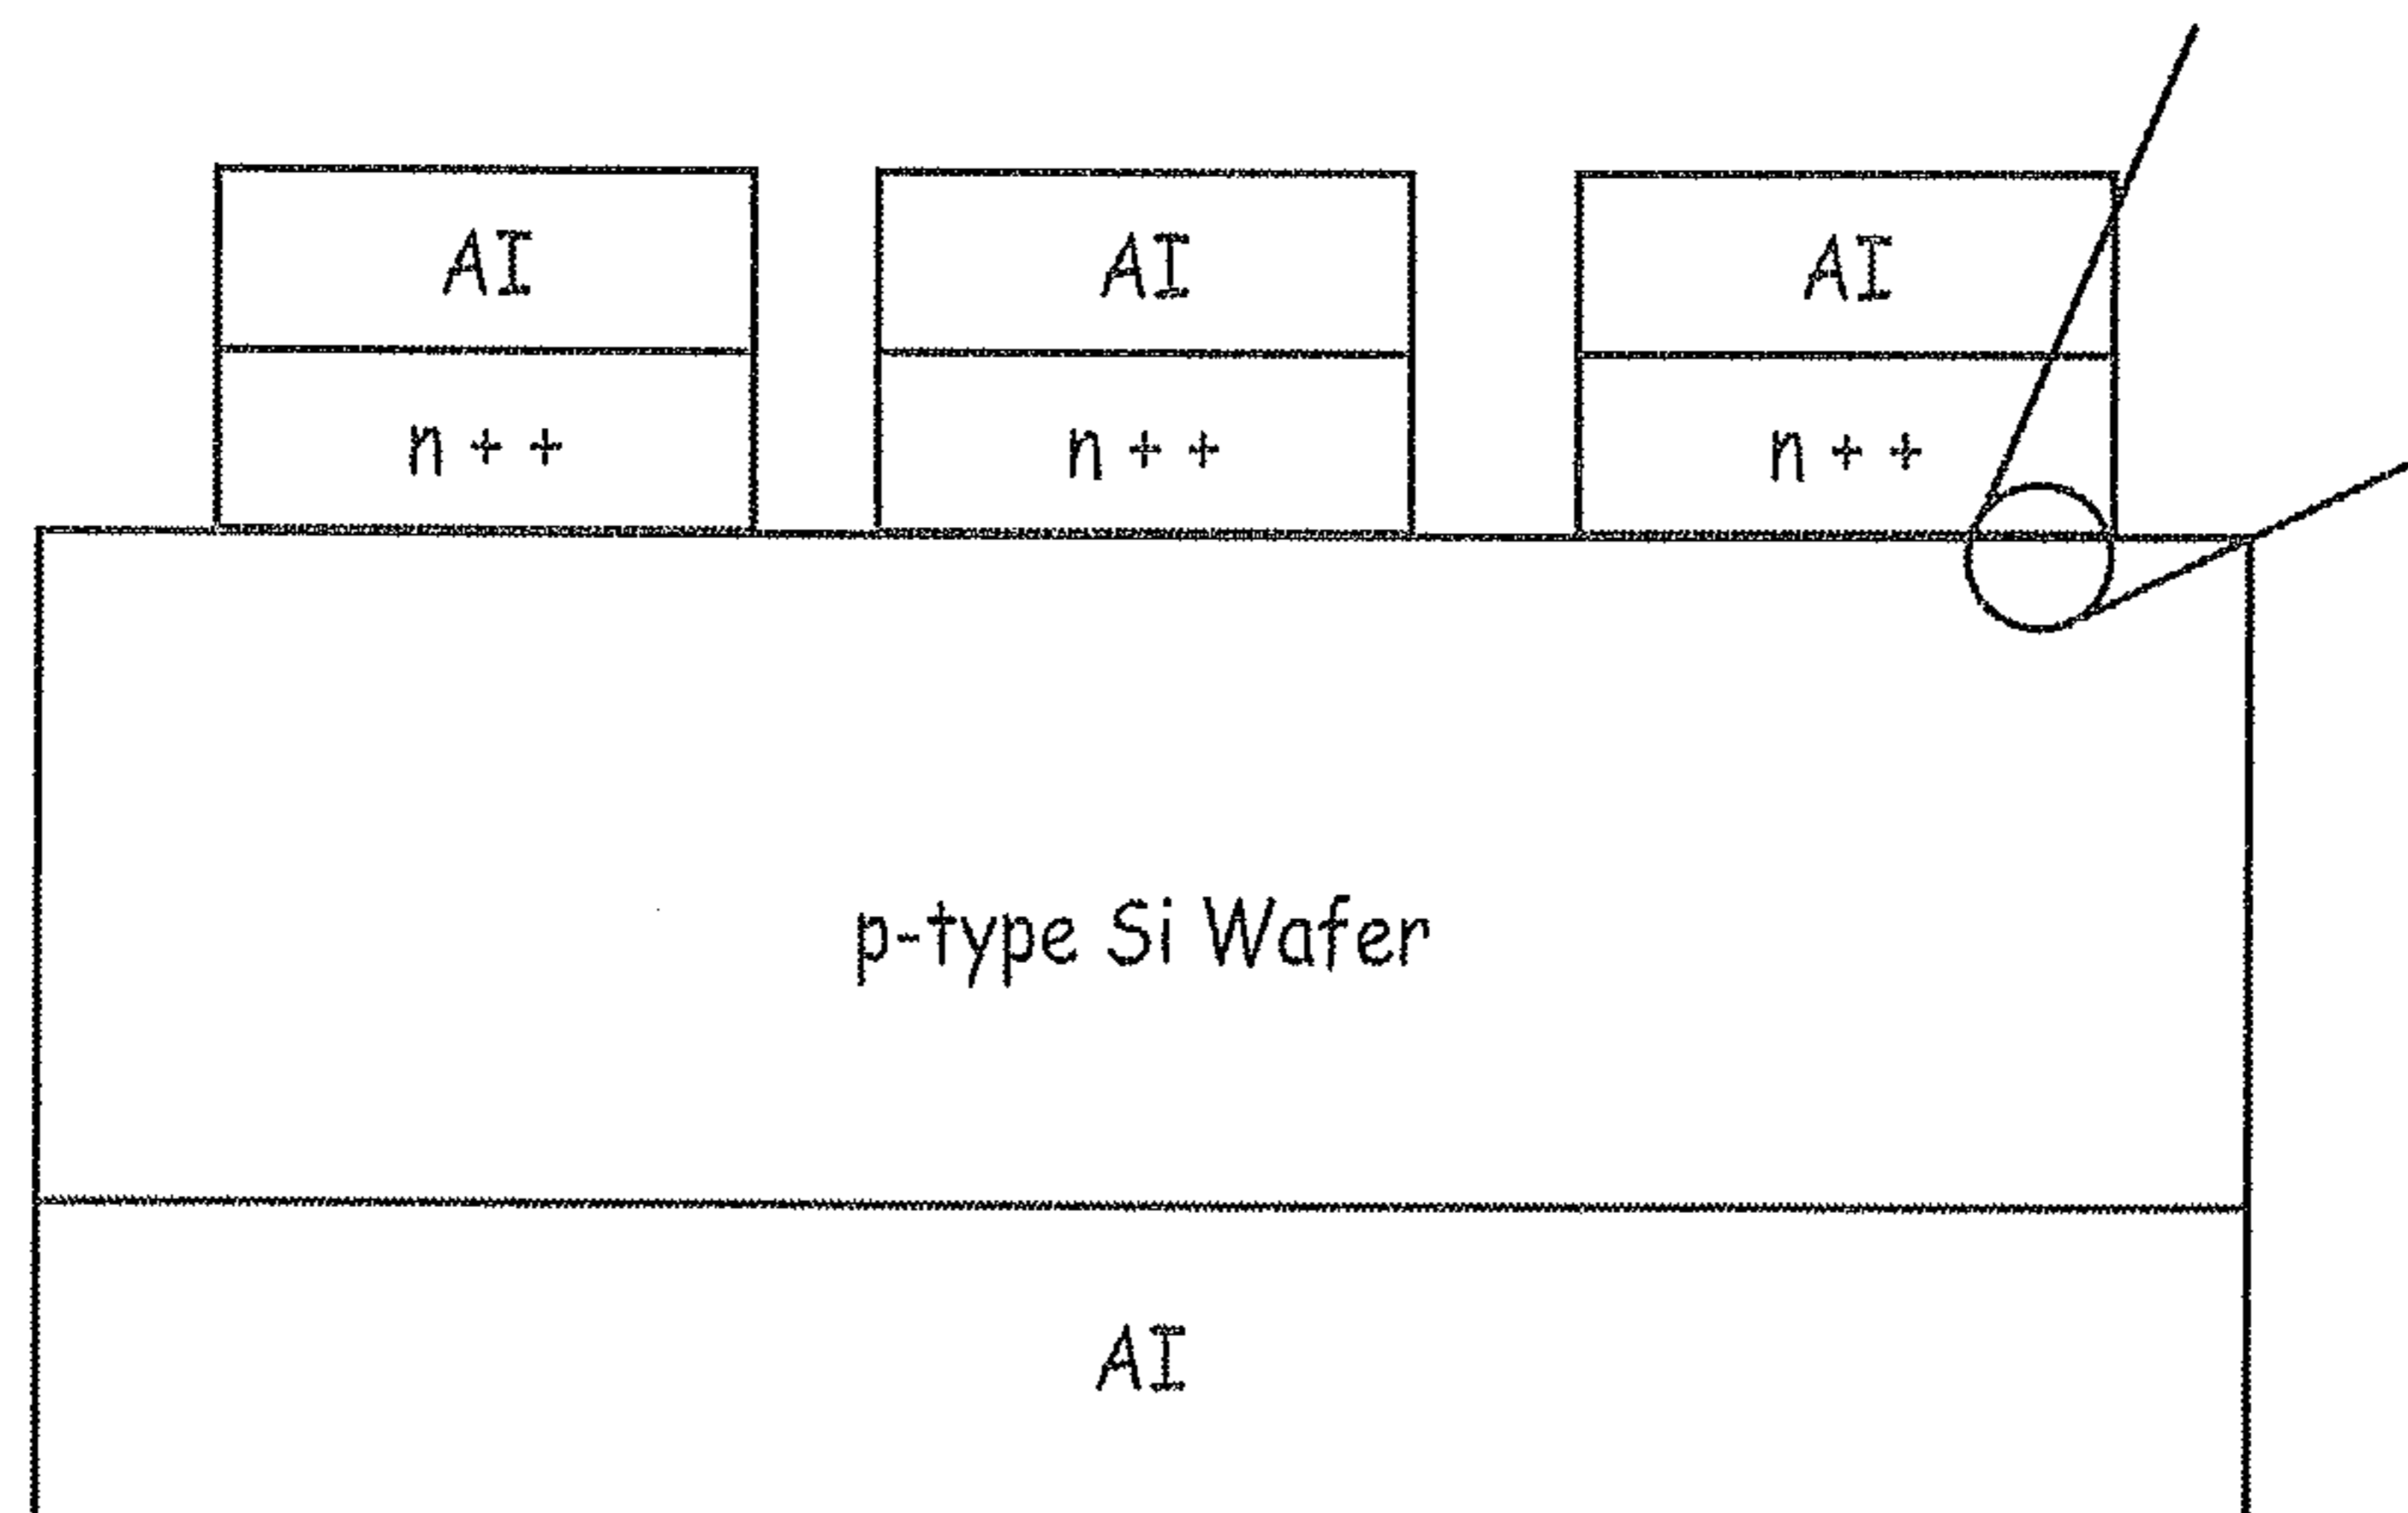 Al Al Al
n + + n + + n + +
p-type Si Wafer
Al